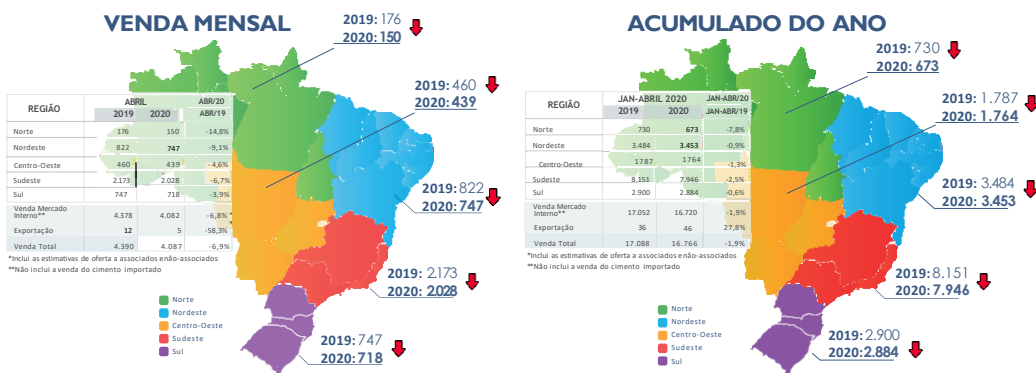 VENDA MENSAL
2019: 176
2020: 150
2019: 460
2020: 439
REGIÃO ABRIL ABR/20
2019 2020 ABR/19
Norte 176 150 -14,8%
Nordeste 822 747 -9,1%
Centro-Oeste 460 439 -4,6%
Sudeste 2.173 2.028 -6,7%
Sul 747 718 -3,9%
Venda Mercado
Interno** 4.378 4.082 -6,8%
Exportação 12 5 -58,3%
Venda Total 4.390 4.087 -6,9%
*Inclui as estimativas de oferta a associados enão-associados
**Não inclui a venda do cimento importado
2019: 822
2020: 747
2019: 2.173
2020: 2.028
Norte
Nordeste
Centro-Oeste
Sudeste
Sul
2019: 747
2020: 718
ACUMULADO DO ANO
2019: 730
2020: 673
2019: 1.787
2020: 1.764
REGIÃO JAN-ABRIL 2020 JAN-ABR/20
2019 2020 JAN-ABR/19
Norte 730 673 -7,8%
Nordeste 3.484 3.453 -0,9%
Centro-Oeste 1787. 1764 -1,3%
Sudeste 8,151 7.946 -2,5%
Sul 2.900 2.884 -0,6%
Venda Mercado
Interno** 17.052 16.720 -1,9%
Exportação 36 46 27,8%
Venda Total 17.088 16.766 -1,9%
*Inclui as estimativas de oferta a associados enão-associados
**Não inclui a venda do cimento importado
2019: 3.484
2020: 3.453
2019: 8.151
2020: 7.946
Norte
Nordeste
Centro-Oeste
Sudeste
Sul
2019: 2.900
2020: 2.884